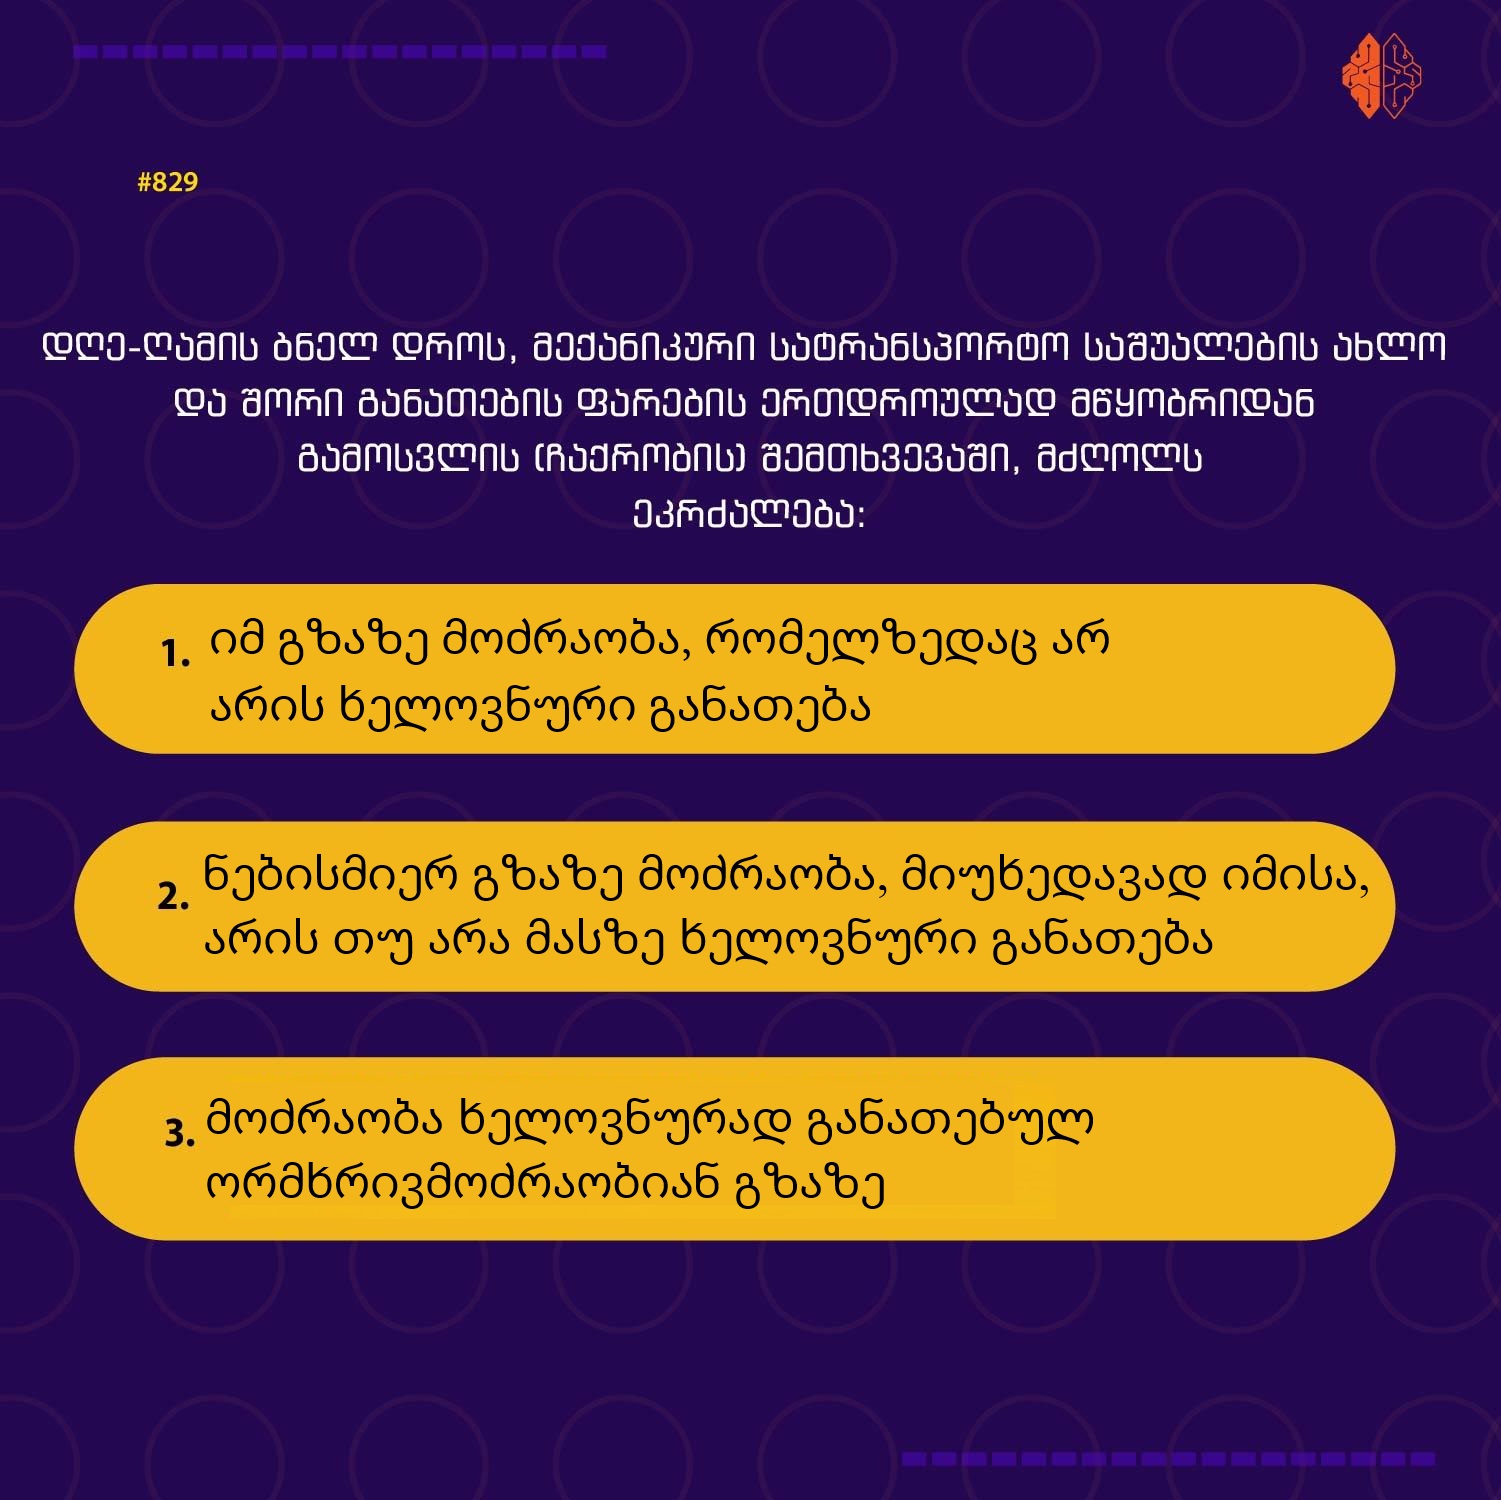 #829
დღე-ღამის ბნელ დროს, მექანიკური სატრანსპორტო საშუალების ახლო
და შორი განათების ფარების ერთდროულად მწყობრიდან
გამოსვლის (ჩაქრობის) შემთხვევაში, მძღოლს
ეკრძალება:
1. იმ გზაზე მოძრაობა, რომელზედაც არ
არის ხელოვნური განათება
2. ნებისმიერ გზაზე მოძრაობა, მიუხედავად იმისა,
არის თუ არა მასზე ხელოვნური განათება
3. მოძრაობა ხელოვნურად განათებულ
ორმხრივმოძრაობიან გზაზე